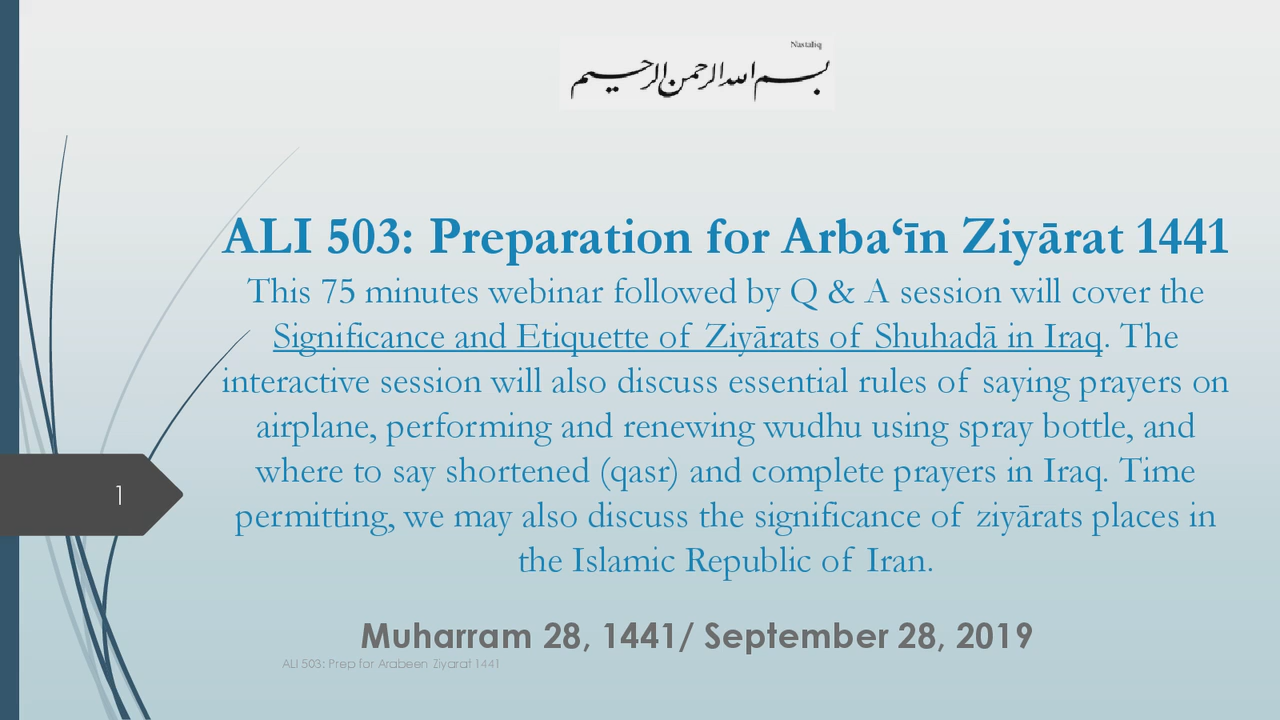 Nastaliq
بسم الله الرحمن الرحیم
ALI 503: Preparation for Arba‘īn Ziyārat 1441
This 75 minutes webinar followed by Q & A session will cover the
Significance and Etiquette of Ziyārats of Shuhadā in Iraq. The
interactive session will also discuss essential rules of saying prayers on
airplane, performing and renewing wudhu using spray bottle, and
where to say shortened (qasr) and complete prayers in Iraq. Time
permitting, we may also discuss the significance of ziyārats places in
the Islamic Republic of Iran.
1
Muharram 28, 1441/ September 28, 2019
ALI 503: Prep for Arabeen Ziyarat 1441